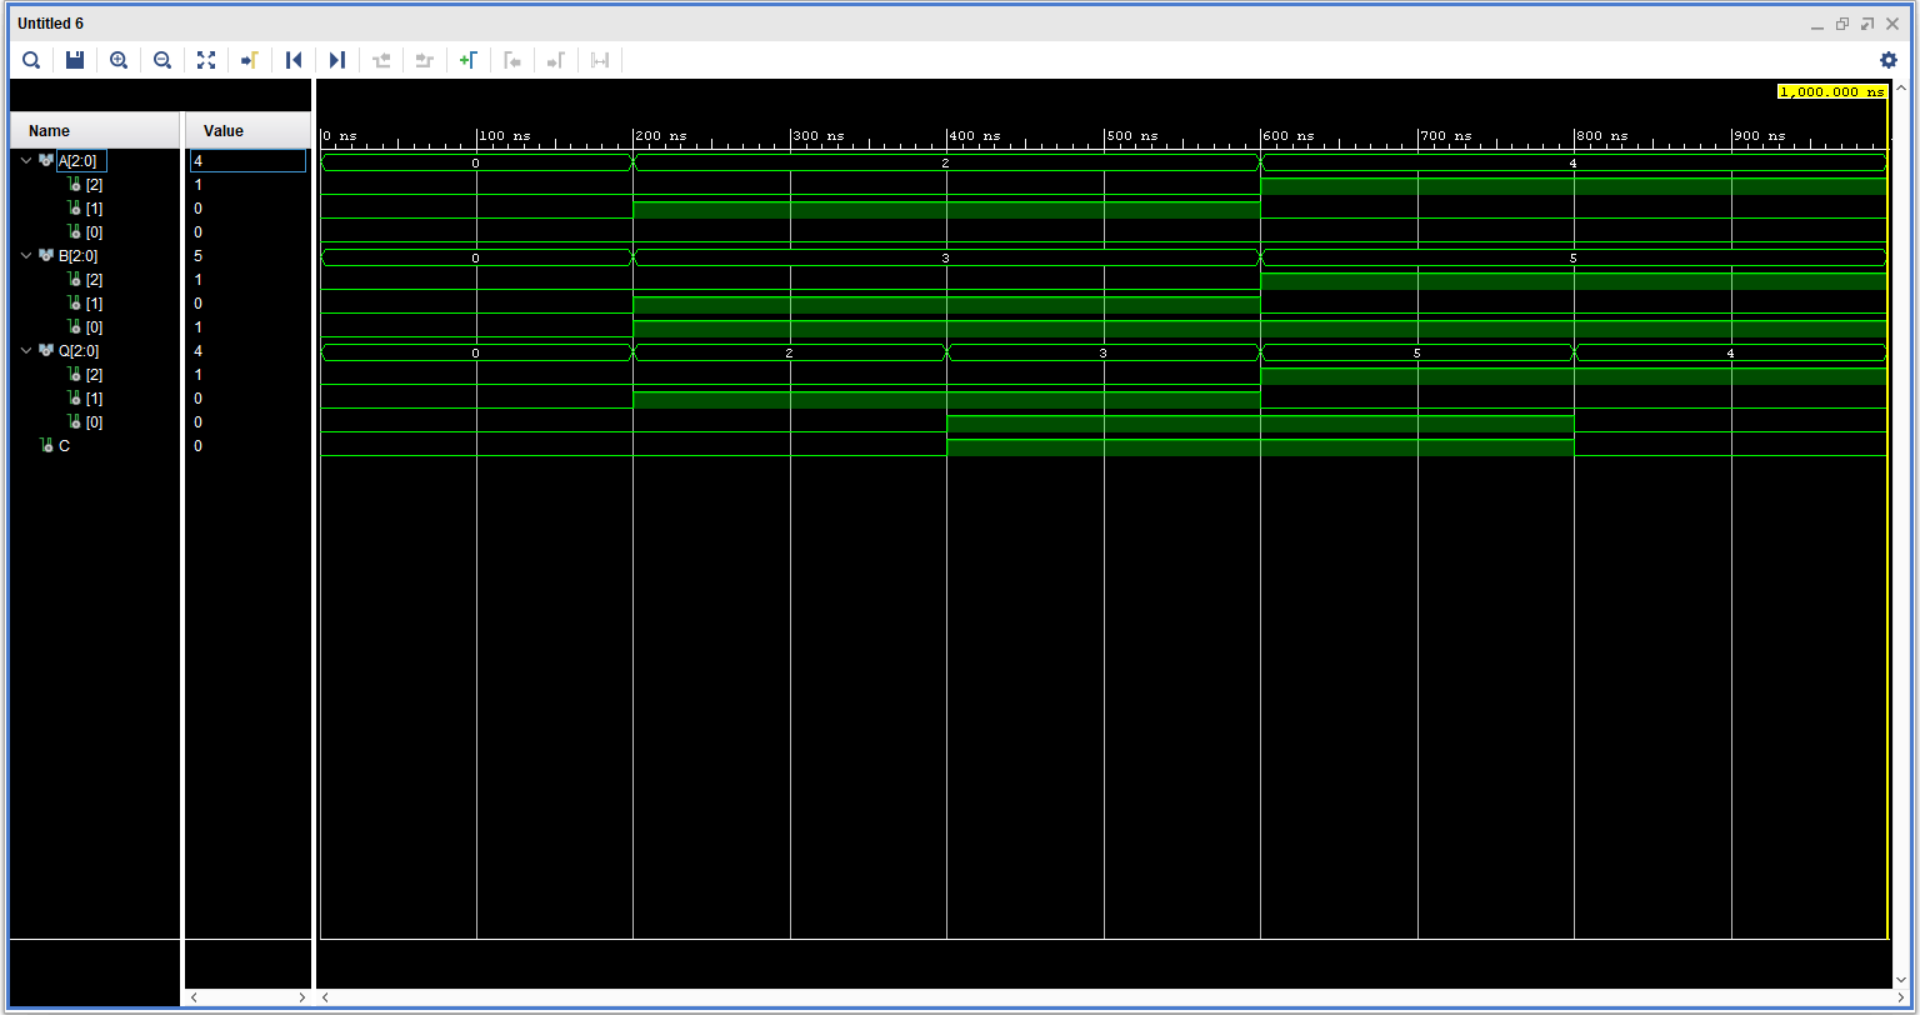 Untitled 6
1,000.000 ns
Name Value 0 ns 100 ns 200 ns 300 ns 400 ns 500 ns 600 ns 700 ns 800 ns 900 ns
A[2:0] 4 0 2 4
[2] 1
[1] 0
[0] 0
B[2:0] 5 0 3 5
[2] 1
[1] 0
[0] 1
Q[2:0] 4 0 2 3 5 4
[2] 1
[1] 0
[0] 0
C 0